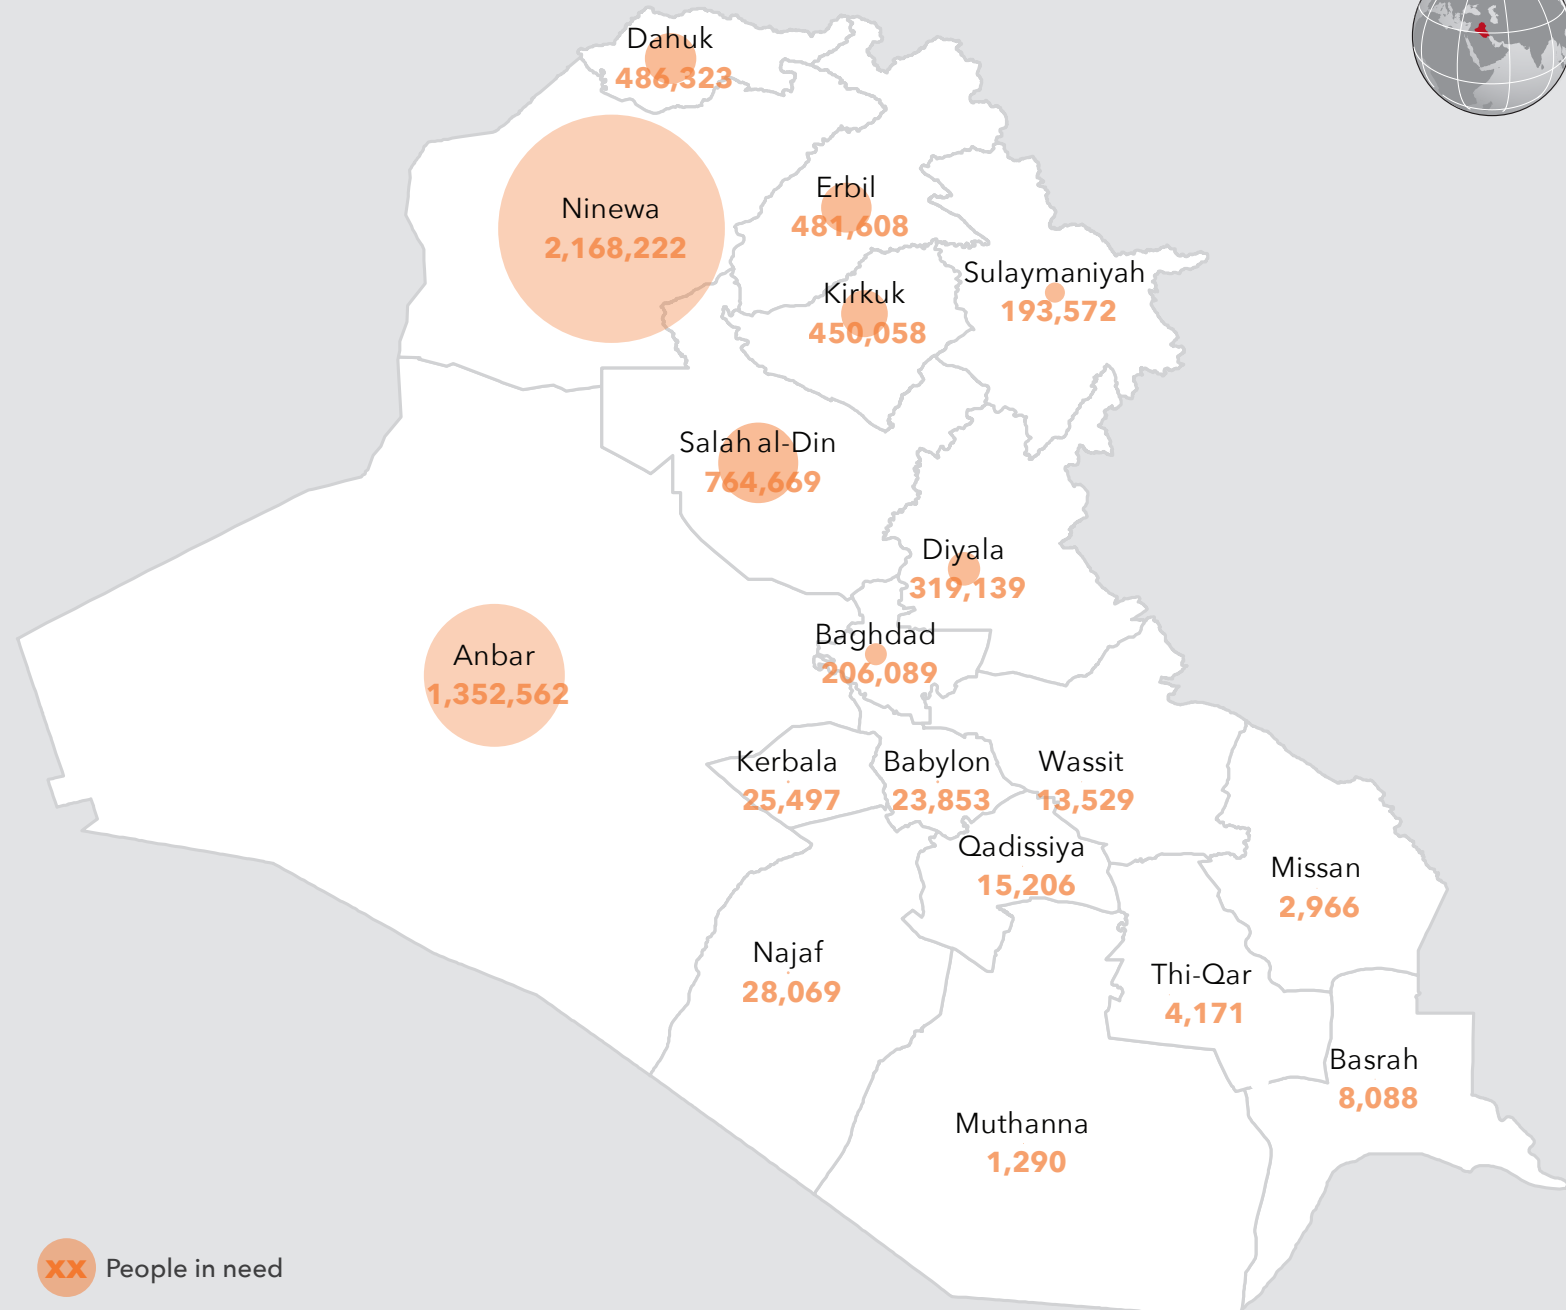 Dahuk
486,323
Ninewa
2,168,222
Erbil
481,608
Sulaymaniyah
193,572
Kirkuk
450,058
Salah al-Din
764,669
Diyala
319,139
Baghdad
206,089
Anbar
1,352,562
Kerbala
25,497
Babylon
23,853
Wassit
13,529
Qadissiya
15,206
Missan
2,966
Najaf
28,069
Thi-Qar
4,171
Basrah
8,088
Muthanna
1,290
xx People in need